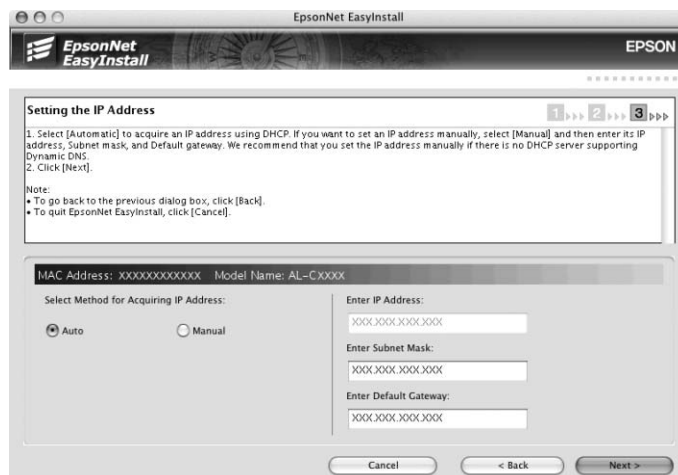 EpsonNet EasyInstall
EpsonNet
EasyInstall
EPSON
Setting the IP Address
1 2 3
1. Select [Automatic] to acquire an IP address using DHCP. If you want to set an IP address manually, select [Manual] and then enter its IP
address, Subnet mask, and Default gateway. We recommend that you set the IP address manually if there is no DHCP server supporting
Dynamic DNS.
2. Click [Next].
Note:
• To go back to the previous dialog box, click [Back].
• To quit EpsonNet EasyInstall, click [Cancel].
MAC Address: XXXXXXXXXXXX Model Name: AL-CXXXX
Select Method for Acquiring IP Address:
Auto
Manual
Enter IP Address:
XXX.XXX.XXX.XXX
Enter Subnet Mask:
XXX.XXX.XXX.XXX
Enter Default Gateway:
XXX.XXX.XXX.XXX
Cancel
< Back
Next >